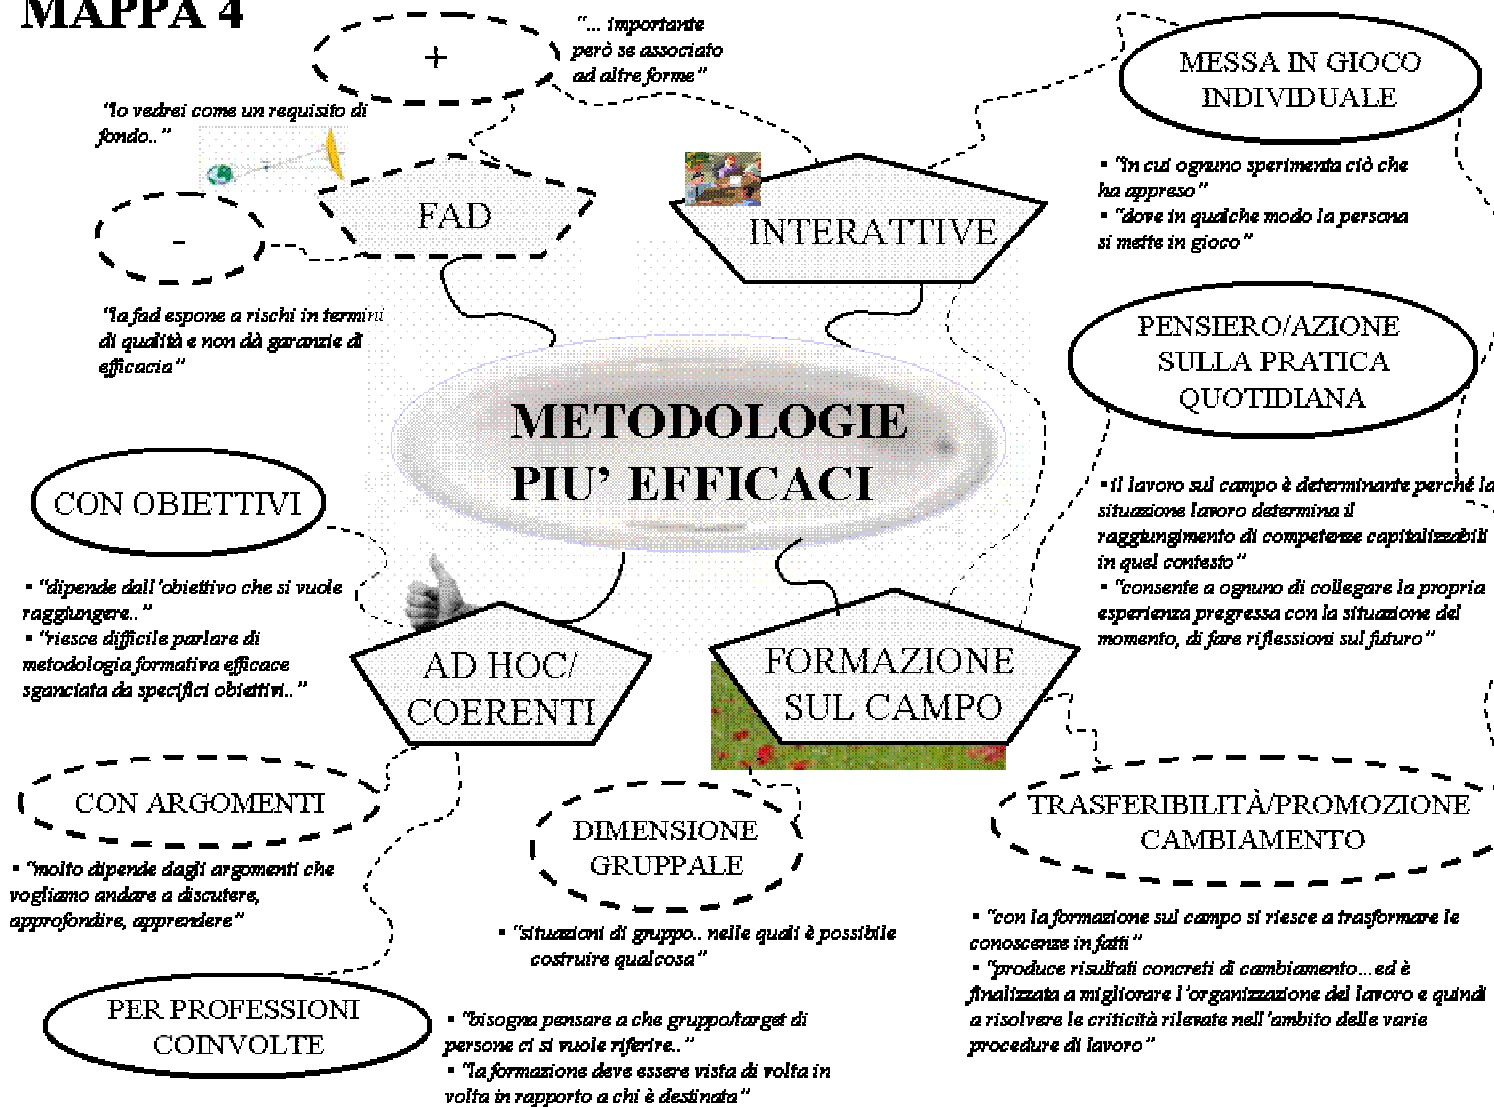 MAPPA 4
+
"... importante
però se associato
ad altre forme"
"lo vedrei come un requisito di
fondo.."
-
"la fad espone a rischi in termini
di qualità e non dà garanzie di
efficacia"
FAD
INTERATTIVE
MESSA IN GIOCO
INDIVIDUALE
▪ "in cui ognuno sperimenta ciò che
ha appreso"
▪ "dove in qualche modo la persona
si mette in gioco"
PENSIERO/AZIONE
SULLA PRATICA
QUOTIDIANA
▪ il lavoro sul campo è determinante perché la
situazione lavoro determina il
raggiungimento di competenze capitalizzabili
in quel contesto"
▪ "consente a ognuno di collegare la propria
esperienza pregressa con la situazione del
momento, di fare riflessioni sul futuro"
METODOLOGIE
PIU' EFFICACI
CON OBIETTIVI
▪ "dipende dall'obiettivo che si vuole
raggiungere.."
▪ "riesce difficile parlare di
metodologia formativa efficace
sganciata da specifici obiettivi.."
AD HOC/
COERENTI
FORMAZIONE
SUL CAMPO
CON ARGOMENTI
▪ "molto dipende dagli argomenti che
vogliamo andare a discutere,
approfondire, apprendere"
DIMENSIONE
GRUPPALE
▪ "situazioni di gruppo.. nelle quali è possibile
costruire qualcosa"
TRASFERIBILITÀ/PROMOZIONE
CAMBIAMENTO
▪ "con la formazione sul campo si riesce a trasformare le
conoscenze in fatti"
▪ "produce risultati concreti di cambiamento...ed è
finalizzata a migliorare l'organizzazione del lavoro e quindi
a risolvere le criticità rilevate nell'ambito delle varie
procedure di lavoro"
PER PROFESSIONI
COINVOLTE
▪ "bisogna pensare a che gruppo/target di
persone ci si vuole riferire.."
▪ "la formazione deve essere vista di volta in
volta in rapporto a chi è destinata"